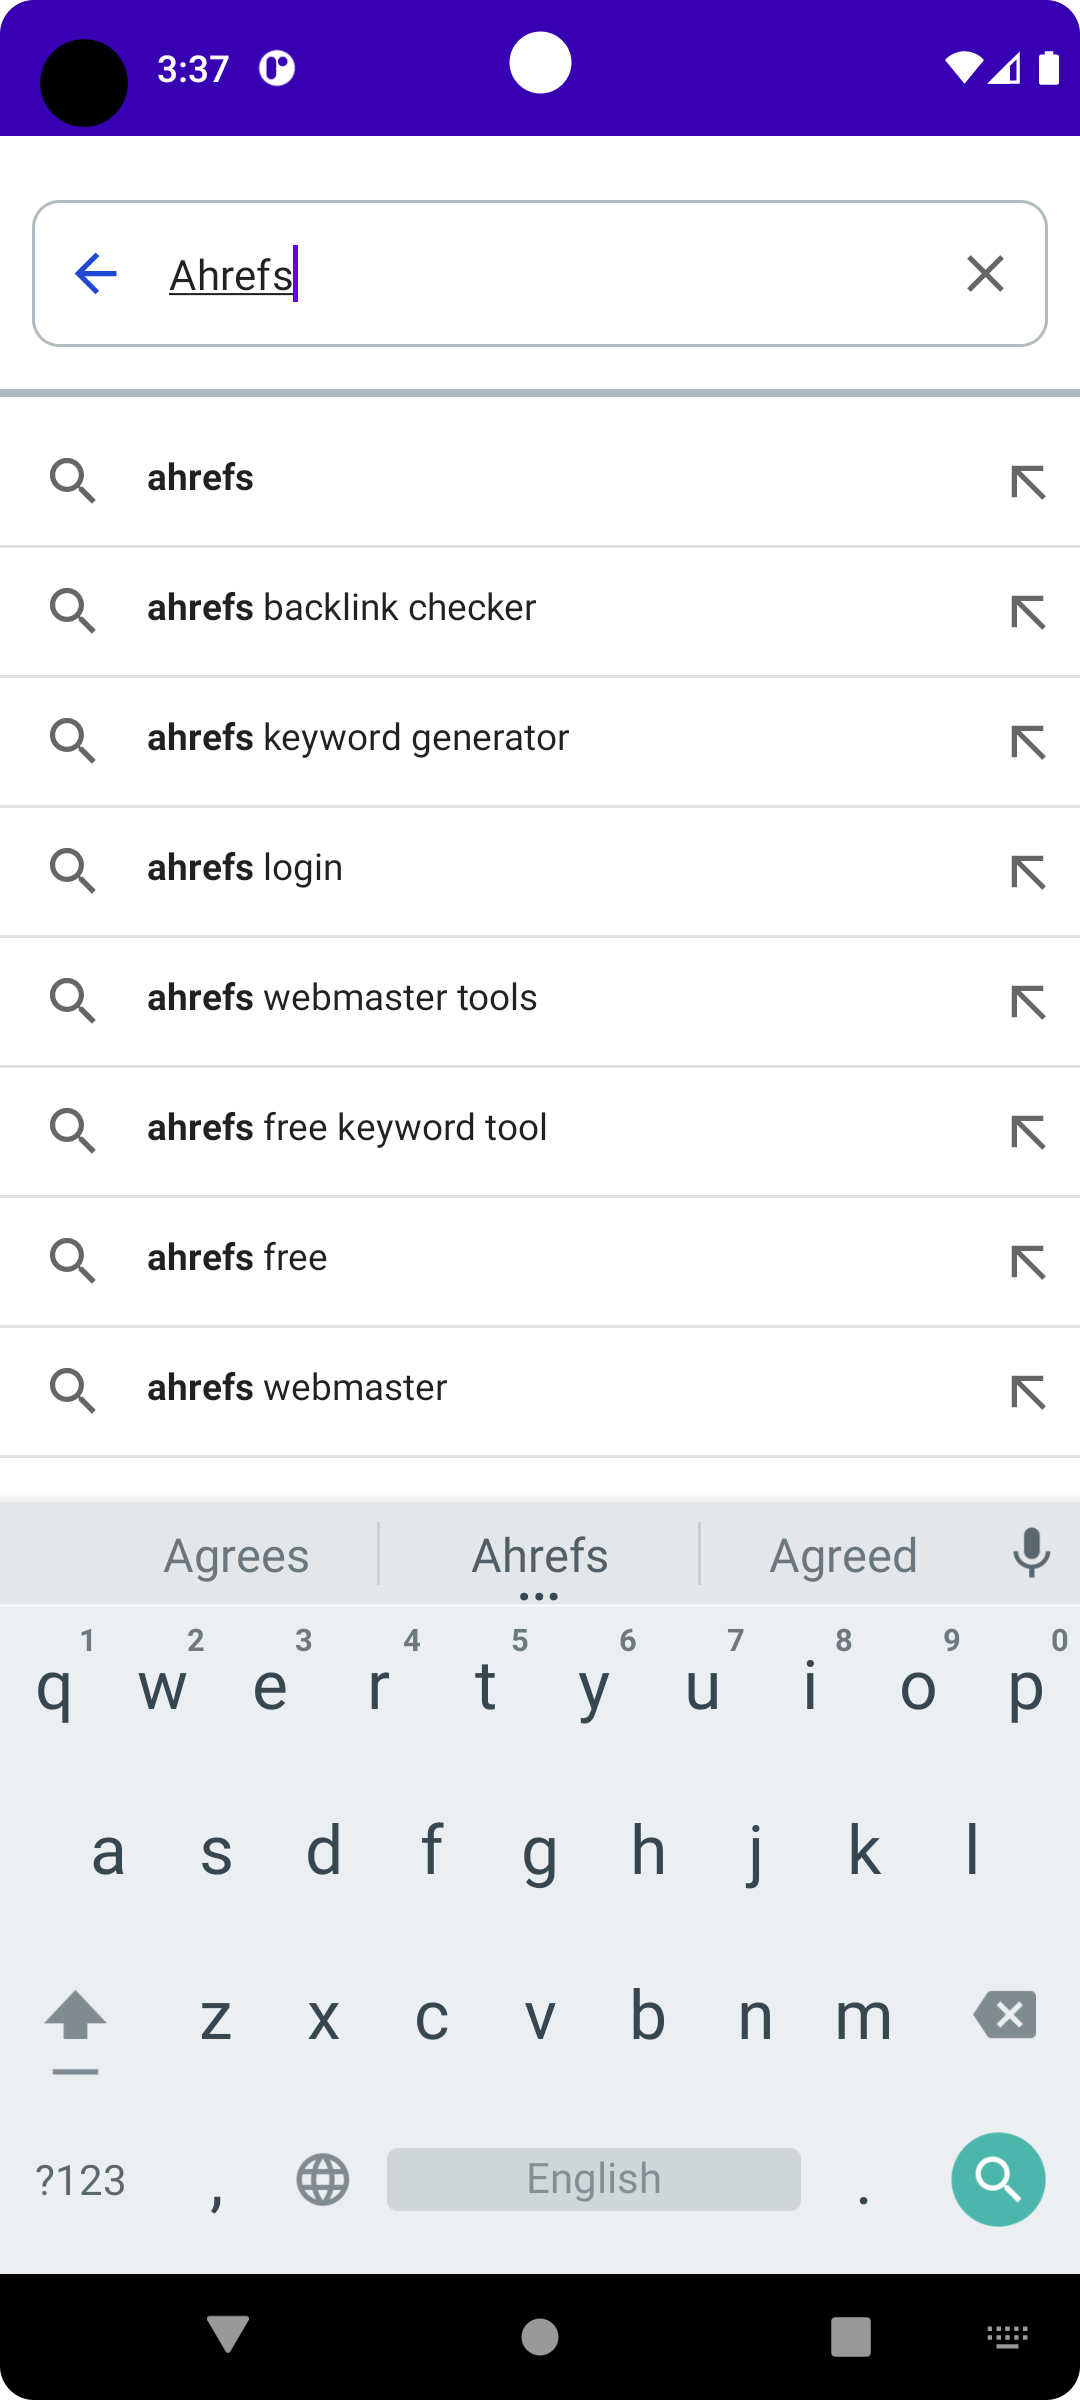 3:37
Ahrefs
ahrefs
ahrefs backlink checker
ahrefs keyword generator
ahrefs login
ahrefs webmaster tools
ahrefs free keyword tool
ahrefs free
ahrefs webmaster
Agrees Ahrefs Agreed
1 2 3 4 5 6 7 8 9 0
q w e r t y u i o p
a s d f g h j k l
z x c v b n m
?123 , English .